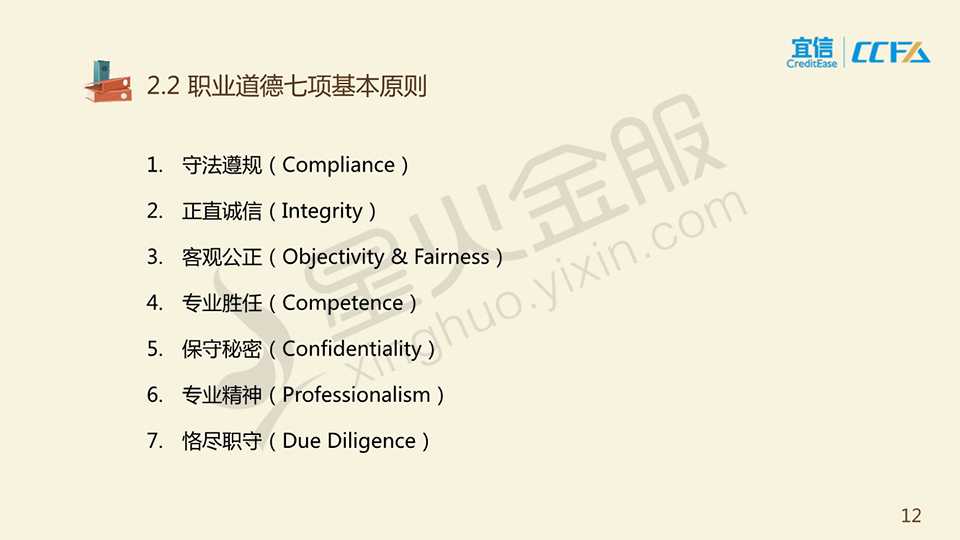 宜信
CreditEase
CCFA
2.2 职业道德七项基本原则
1. 守法遵规（Compliance）
2. 正直诚信（Integrity）
3. 客观公正（Objectivity & Fairness）
4. 专业胜任（Competence）
5. 保守秘密（Confidentiality）
6. 专业精神（Professionalism）
7. 恪尽职守（Due Diligence）
星火金服
xinghuo.yixin.com
12